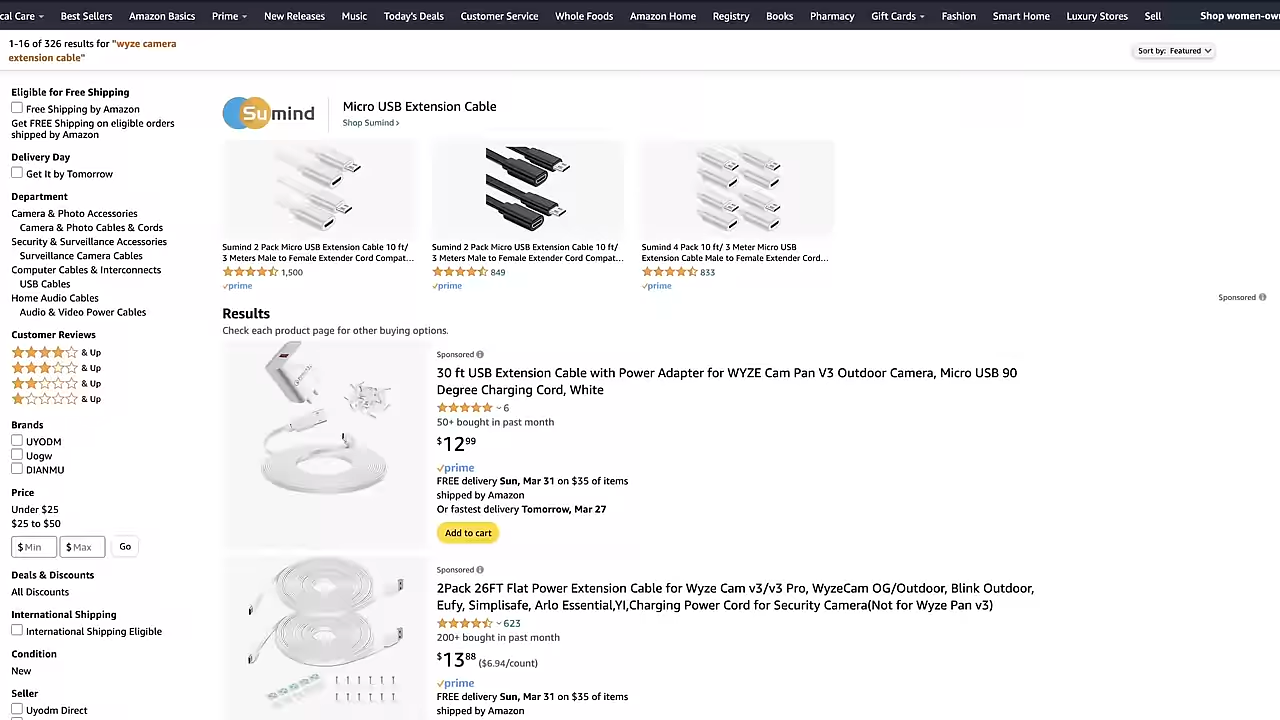 cal Care
Best Sellers
Amazon Basics
Prime
New Releases
Music
Today's Deals
Customer Service
Whole Foods
Amazon Home
Registry
Books
Pharmacy
Gift Cards
Fashion
Smart Home
Luxury Stores
Sell
Shop women-own
1-16 of 326 results for "wyze camera
extension cable"
Sort by: Featured
Eligible for Free Shipping
Free Shipping by Amazon
Get FREE Shipping on eligible orders
shipped by Amazon
Delivery Day
Get It by Tomorrow
Department
Camera & Photo Accessories
Camera & Photo Cables & Cords
Security & Surveillance Accessories
Surveillance Camera Cables
Computer Cables & Interconnects
USB Cables
Home Audio Cables
Audio & Video Power Cables
Customer Reviews
& Up
& Up
& Up
& Up
Brands
UYODM
Uogw
DIANMU
Price
Under $25
$25 to $50
$ Min
$ Max
Go
Deals & Discounts
All Discounts
International Shipping
International Shipping Eligible
Condition
New
Seller
Uyodm Direct
Sumind
Micro USB Extension Cable
Shop Sumind ›
Sumind 2 Pack Micro USB Extension Cable 10 ft/
3 Meters Male to Female Extender Cord Compat...
1,500
prime
Sumind 2 Pack Micro USB Extension Cable 10 ft/
3 Meters Male to Female Extender Cord Compat...
849
prime
Sumind 4 Pack 10 ft/ 3 Meter Micro USB
Extension Cable Male to Female Extender Cord...
833
prime
Sponsored
Results
Check each product page for other buying options.
Sponsored
30 ft USB Extension Cable with Power Adapter for WYZE Cam Pan V3 Outdoor Camera, Micro USB 90
Degree Charging Cord, White
6
50+ bought in past month
$12 99
prime
FREE delivery Sun, Mar 31 on $35 of items
shipped by Amazon
Or fastest delivery Tomorrow, Mar 27
Add to cart
Sponsored
2Pack 26FT Flat Power Extension Cable for Wyze Cam v3/v3 Pro, WyzeCam OG/Outdoor, Blink Outdoor,
Eufy, Simplisafe, Arlo Essential,YI,Charging Power Cord for Security Camera(Not for Wyze Pan v3)
623
200+ bought in past month
$13 88 ($6.94/count)
prime
FREE delivery Sun, Mar 31 on $35 of items
shipped by Amazon